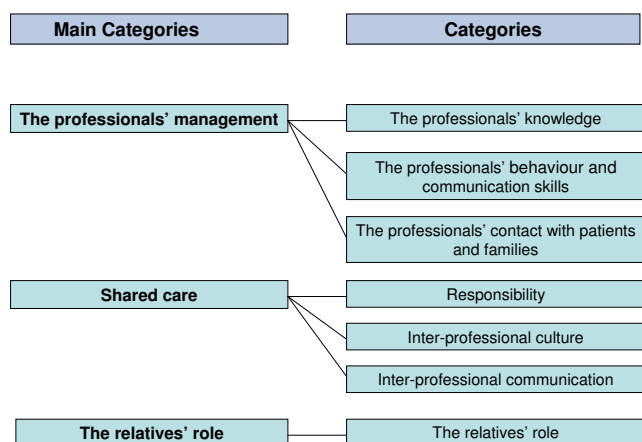 Main Categories
Categories
The professionals' management
The professionals' knowledge
The professionals' behaviour and
communication skills
The professionals' contact with patients
and families
Shared care
Responsibility
Inter-professional culture
Inter-professional communication
The relatives' role
The relatives' role